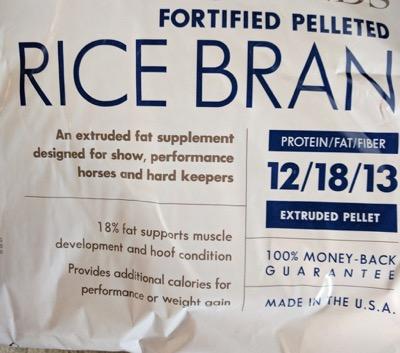 FORTIFIED PELLETED
RICE BRAN
An extruded fat supplement
designed for show, performance
horses and hard keepers
18% fat supports muscle
development and hoof condition
Provides additional calories for
performance or weight gain
PROTEIN/FAT/FIBER
12/18/13
EXTRUDED PELLET
100% MONEY-BACK
GUARANTEE
MADE IN THE U.S.A.